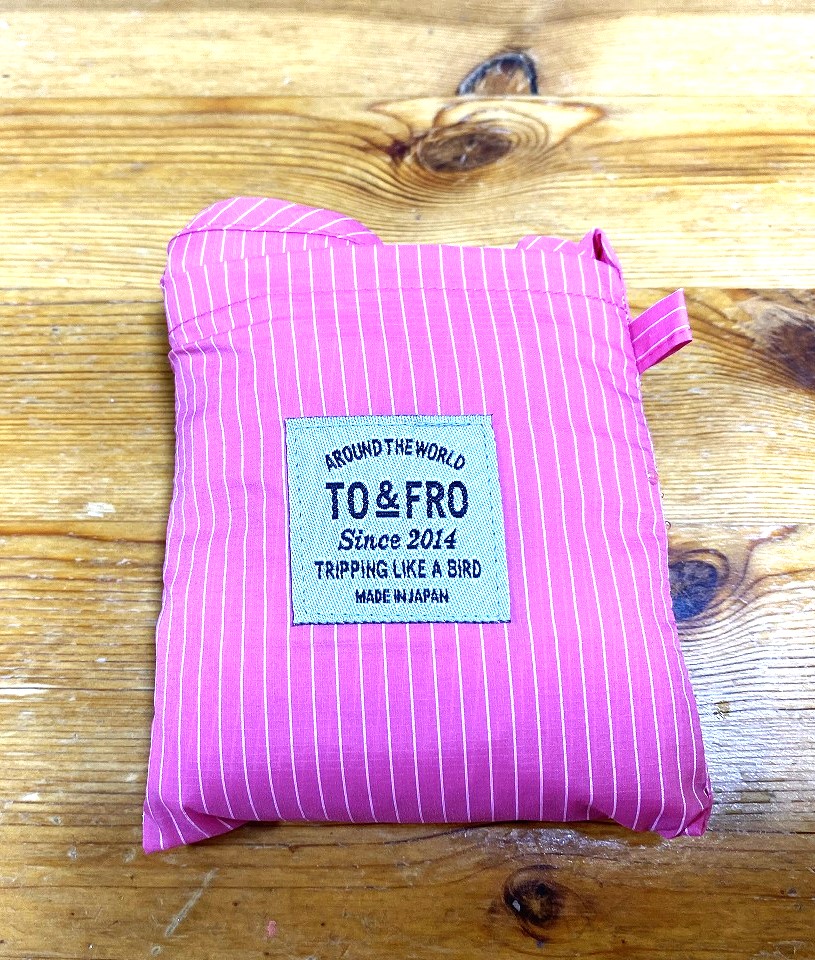 AROUND THE WORLD
TO & FRO
Since 2014
TRIPPING LIKE A BIRD
MADE IN JAPAN